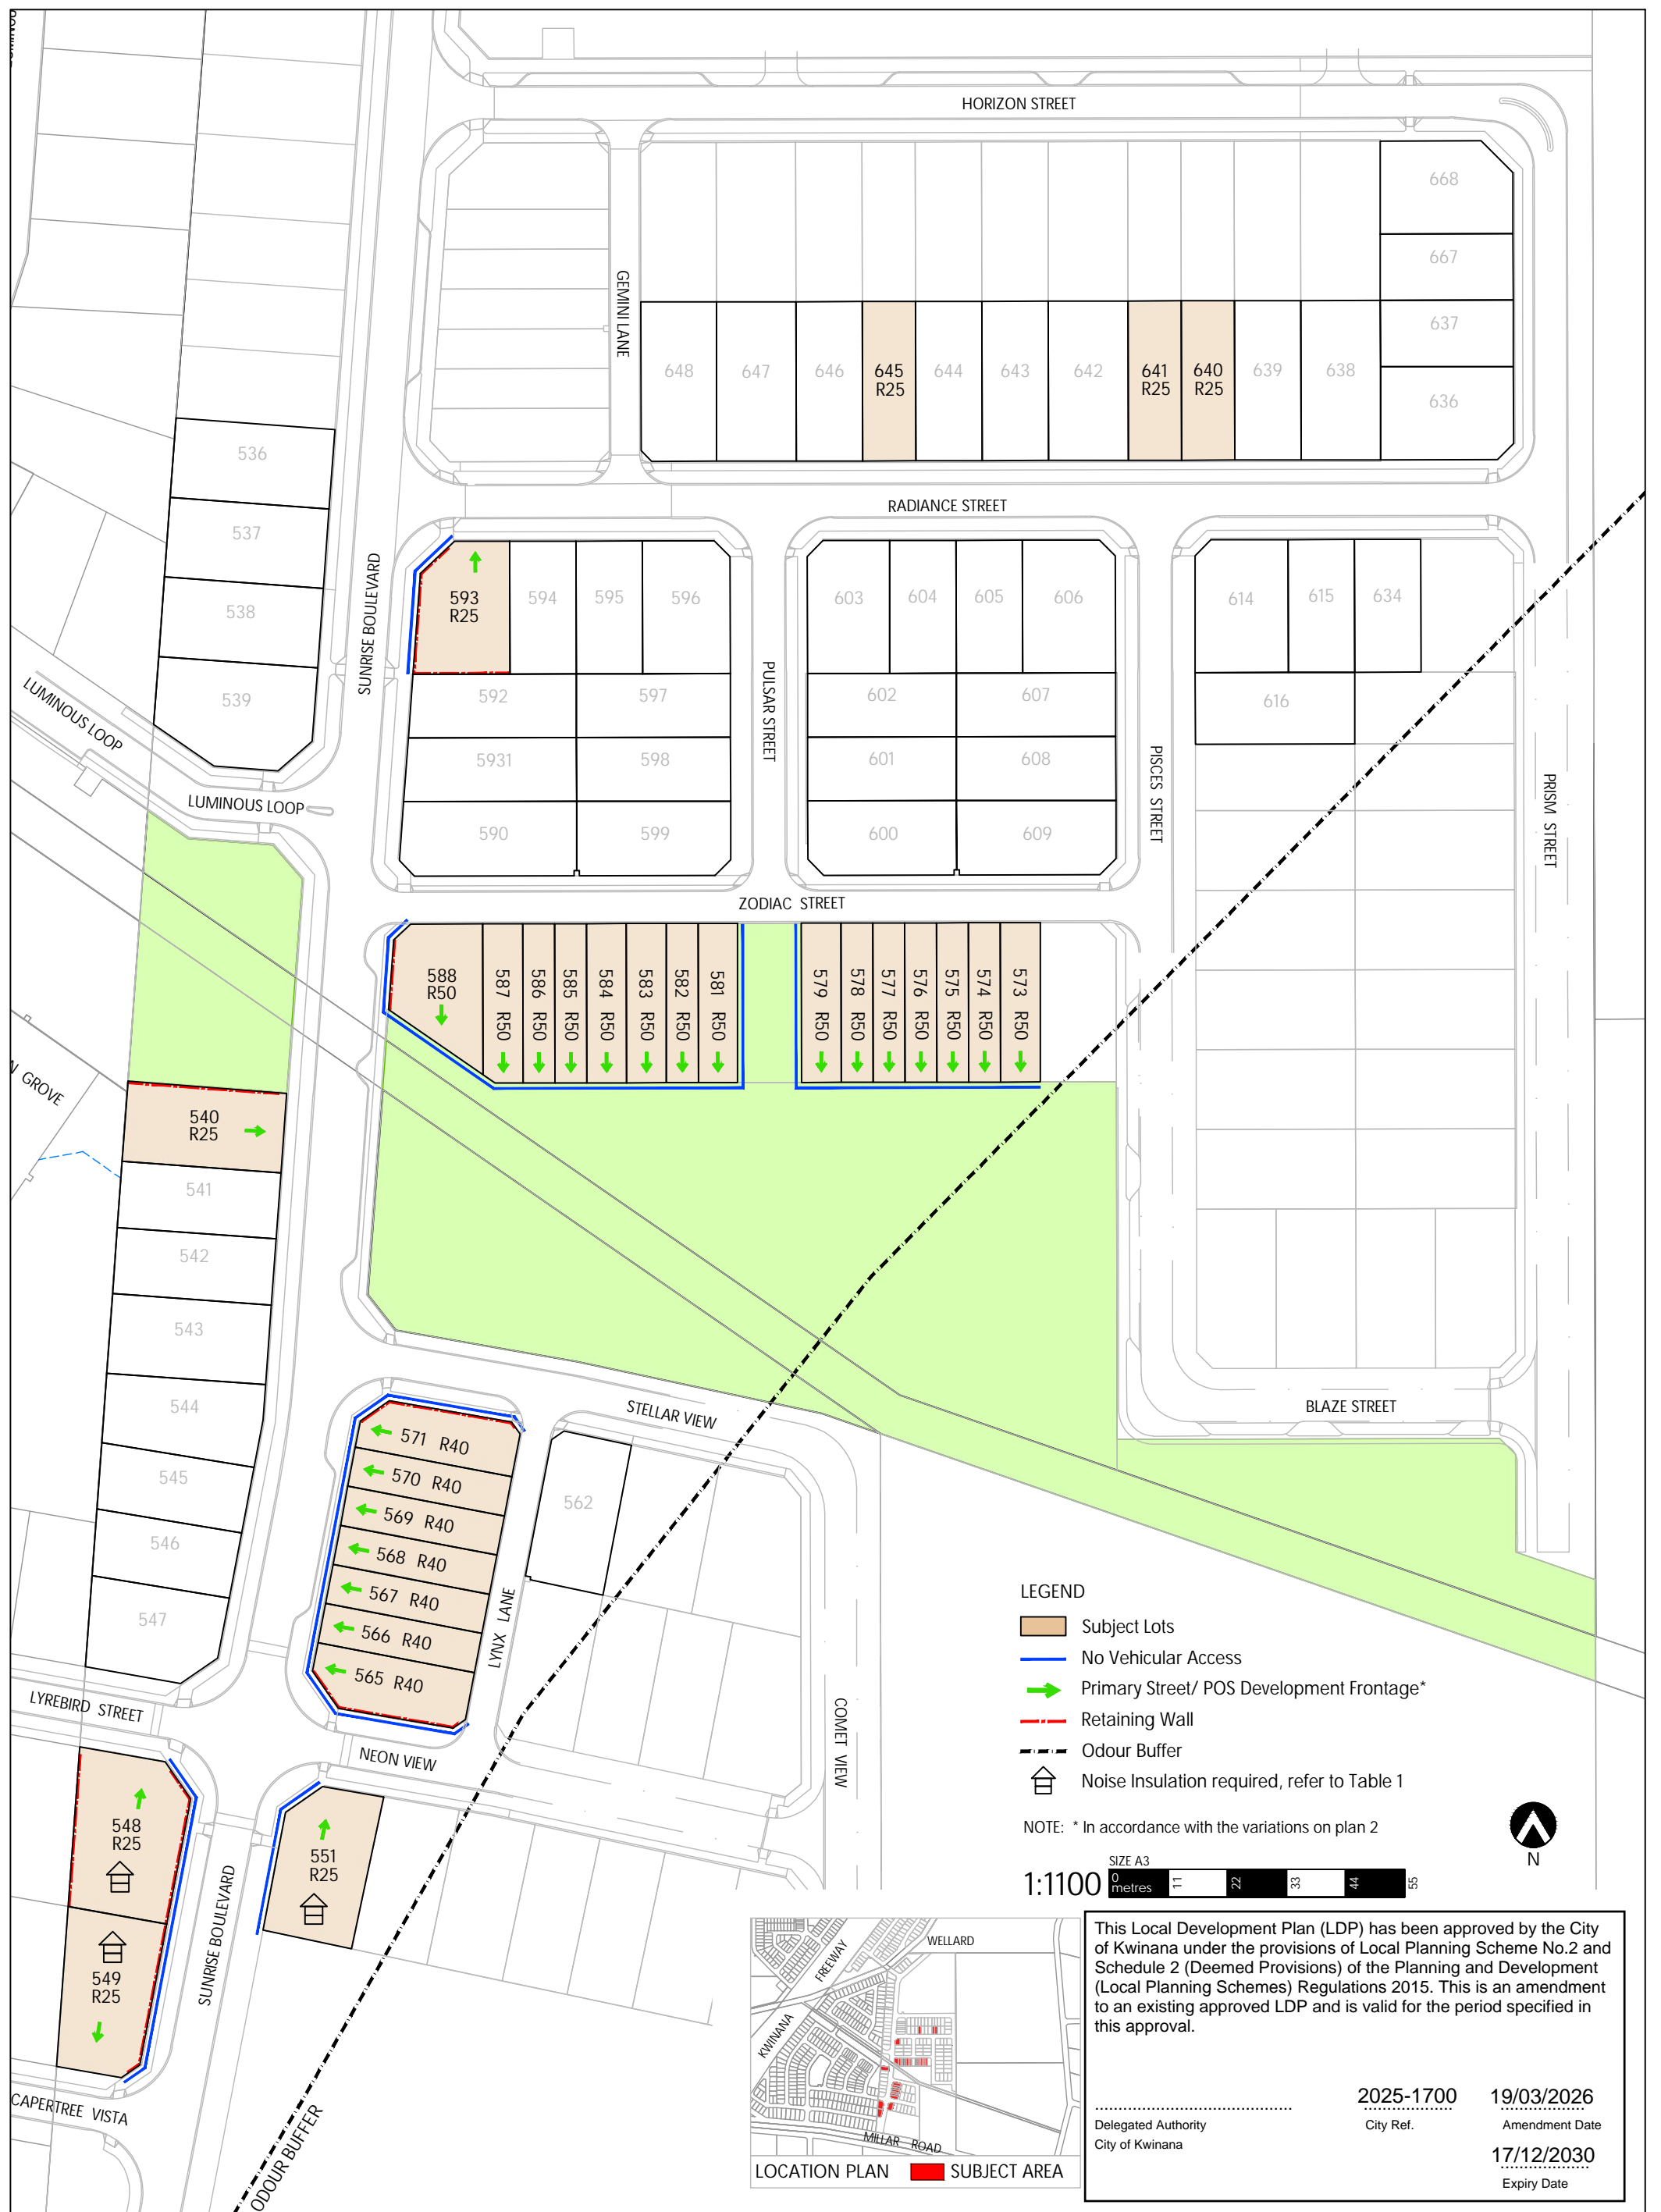 HORIZON STREET
668
667
637
636
GEMINI LANE
648
647
646
645
R25
644
643
642
641
R25
640
R25
639
638
RADIANCE STREET
536
537
538
539
SUNRISE BOULEVARD
593
R25
594
595
596
592
597
5931
598
590
599
PULSAR STREET
603
604
605
606
602
607
601
608
600
609
PISCES STREET
614
615
634
616
PRISM STREET
LUMINOUS LOOP
LUMINOUS LOOP
ZODIAC STREET
588
R50
587 R50
586 R50
585 R50
584 R50
583 R50
582 R50
581 R50
579 R50
578 R50
577 R50
576 R50
575 R50
574 R50
573 R50
N GROVE
540
R25
541
542
543
544
545
546
547
STELLAR VIEW
BLAZE STREET
571 R40
570 R40
569 R40
568 R40
567 R40
566 R40
565 R40
562
LYNX LANE
COMET VIEW
LYREBIRD STREET
NEON VIEW
548
R25
549
R25
551
R25
SUNRISE BOULEVARD
CAPERTREE VISTA
ODOUR BUFFER
LEGEND
Subject Lots
No Vehicular Access
Primary Street/ POS Development Frontage*
Retaining Wall
Odour Buffer
Noise Insulation required, refer to Table 1
NOTE: * In accordance with the variations on plan 2
N
SIZE A3
1:1100
0
metres
11
22
33
44
55
WELLARD
FREEWAY
KWINANA
MILLAR ROAD
LOCATION PLAN
SUBJECT AREA
This Local Development Plan (LDP) has been approved by the City
of Kwinana under the provisions of Local Planning Scheme No.2 and
Schedule 2 (Deemed Provisions) of the Planning and Development
(Local Planning Schemes) Regulations 2015. This is an amendment
to an existing approved LDP and is valid for the period specified in
this approval.
2025-1700
19/03/2026
Delegated Authority
City Ref.
Amendment Date
City of Kwinana
17/12/2030
Expiry Date